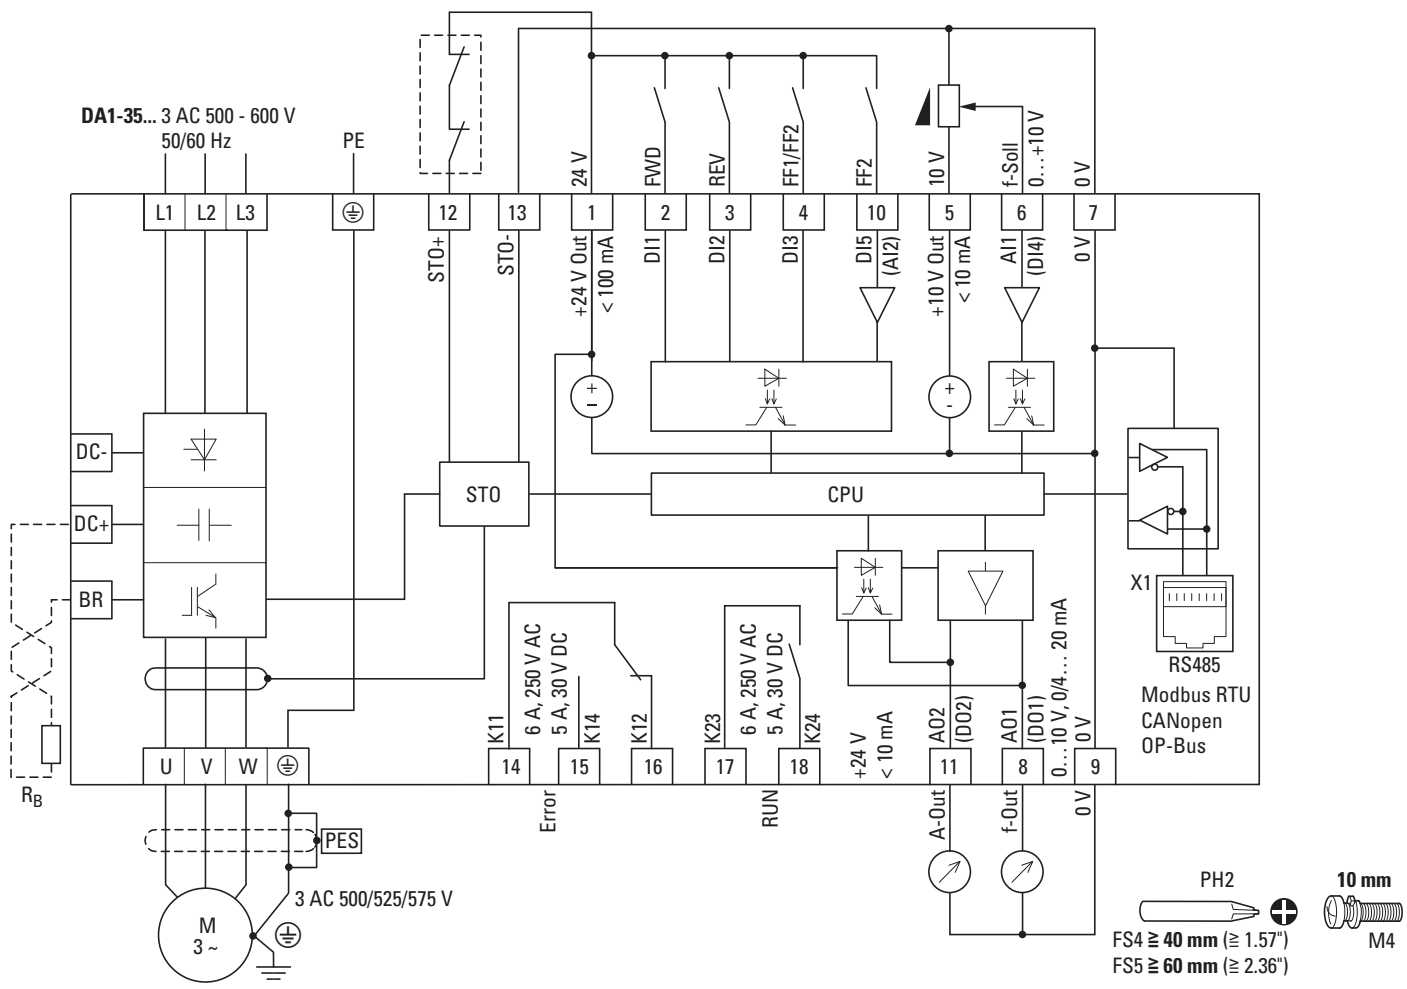 DA1-35... 3 AC 500 - 600 V
50/60 Hz
PE
24 V
FWD
REV
FF1/FF2
FF2
10 V
f-Soll
0…+10 V
0 V
L1
L2
L3
12
13
1
2
3
4
10
5
6
7
STO+
STO-
+24 V Out
< 100 mA
DI1
DI2
DI3
DI5
(AI2)
+10 V Out
< 10 mA
AI1
(DI4)
0 V
+
–
+
-
DC-
DC+
BR
STO
CPU
X1
RS485
Modbus RTU
CANopen
OP-Bus
K11
6 A, 250 V AC
5 A, 30 V DC
K14
K12
K23
6 A, 250 V AC
5 A, 30 V DC
K24
+24 V
< 10 mA
AO2
(DO2)
AO1
(DO1)
0…10 V, 0/4…20 mA
0 V
U
V
W
14
15
16
17
18
11
8
9
RB
Error
RUN
A-Out
f-Out
0 V
PES
3 AC 500/525/575 V
M
3 ~
PH2
10 mm
FS4 ≧ 40 mm (≧ 1.57")
M4
FS5 ≧ 60 mm (≧ 2.36")